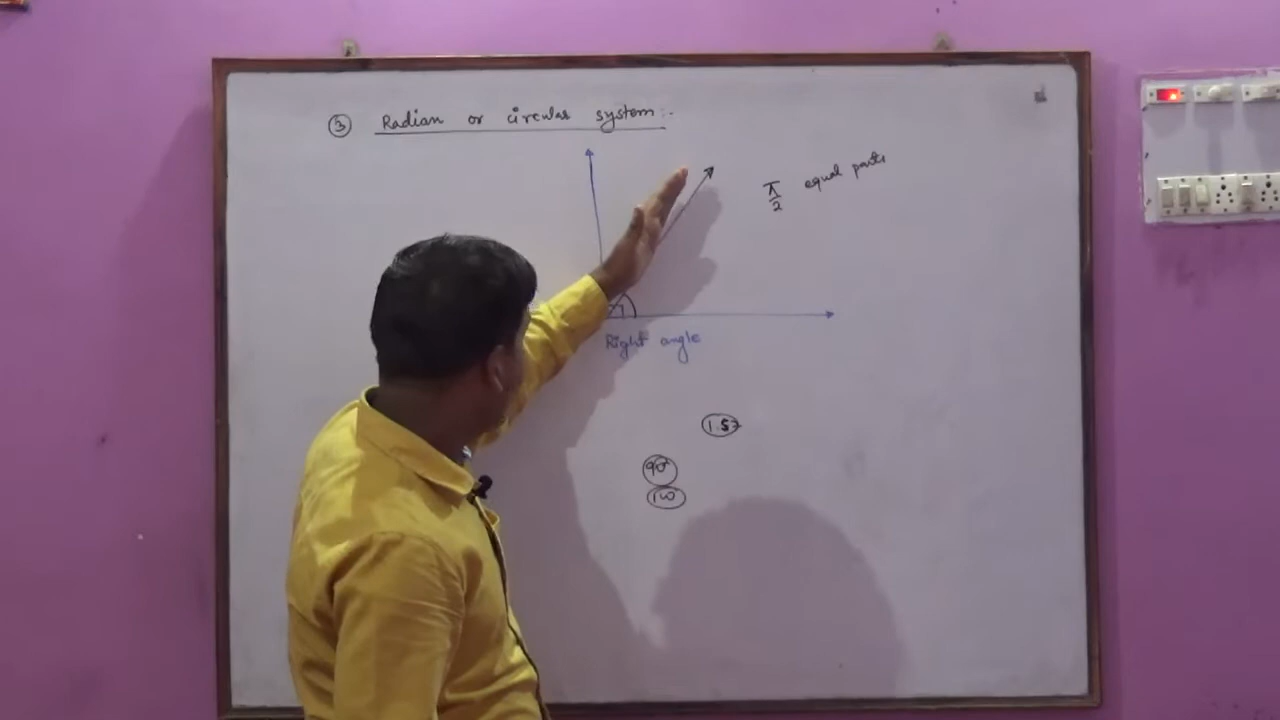 ③ Radian or circular system:-
π/2 equal parts
Right angle
1.57
90°
100